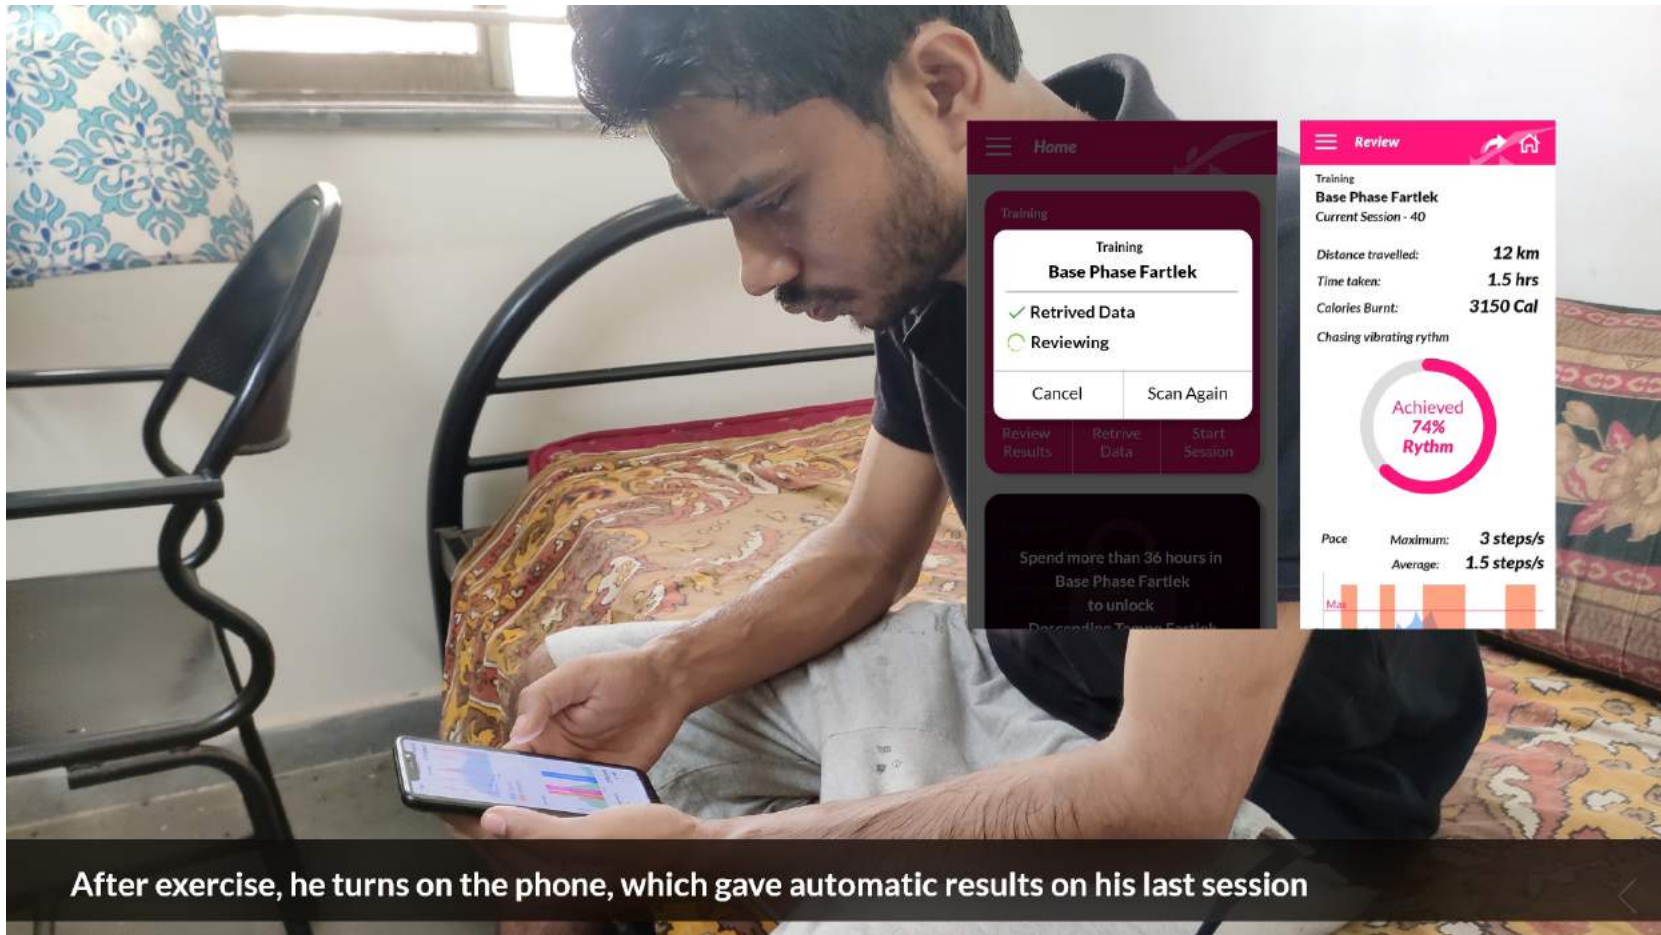 Home
Training
Training
Base Phase Fartlek
Retrived Data
Reviewing
Cancel
Scan Again
Review
Results
Retrive
Data
Start
Session
Spend more than 36 hours in
Base Phase Fartlek
to unlock
Descending Tempo Fartlek
Review
Training
Base Phase Fartlek
Current Session - 40
Distance travelled: 12 km
Time taken: 1.5 hrs
Calories Burnt: 3150 Cal
Chasing vibrating rythm
Achieved
74%
Rythm
Pace Maximum: 3 steps/s
Average: 1.5 steps/s
Max
After exercise, he turns on the phone, which gave automatic results on his last session